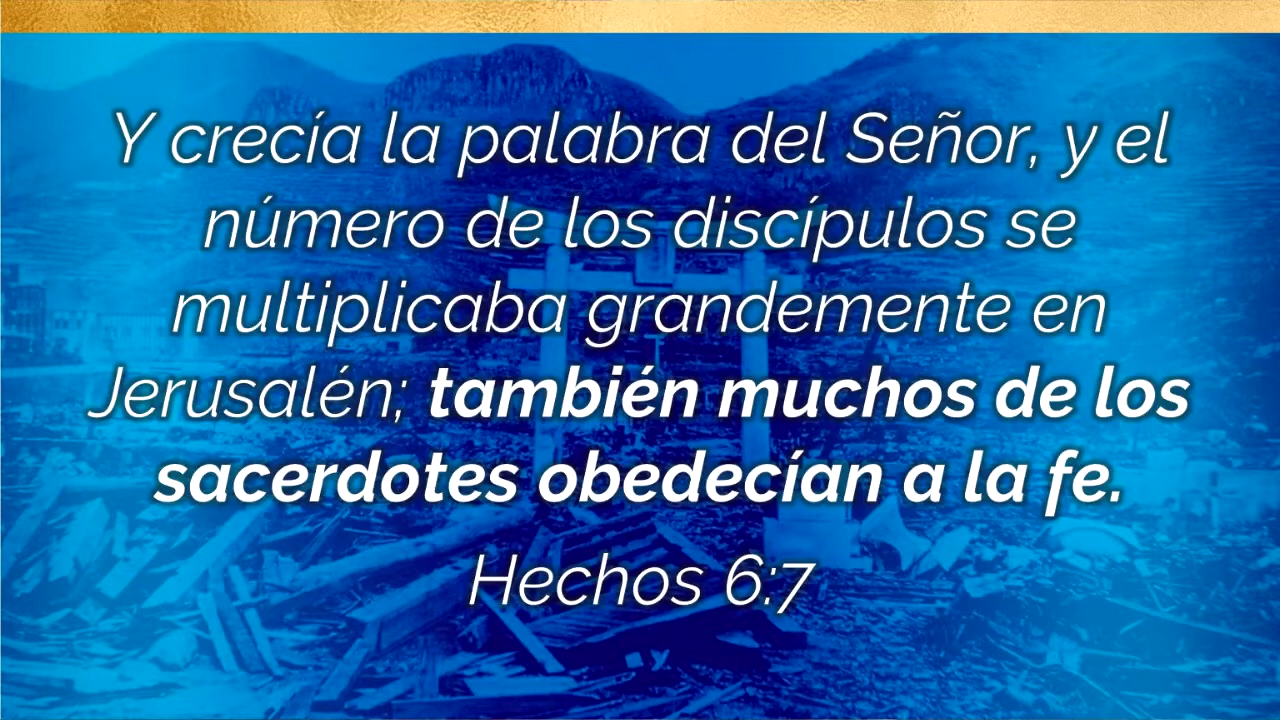 Y crecía la palabra del Señor, y el
número de los discípulos se
multiplicaba grandemente en
Jerusalén; también muchos de los
sacerdotes obedecían a la fe.
Hechos 6:7